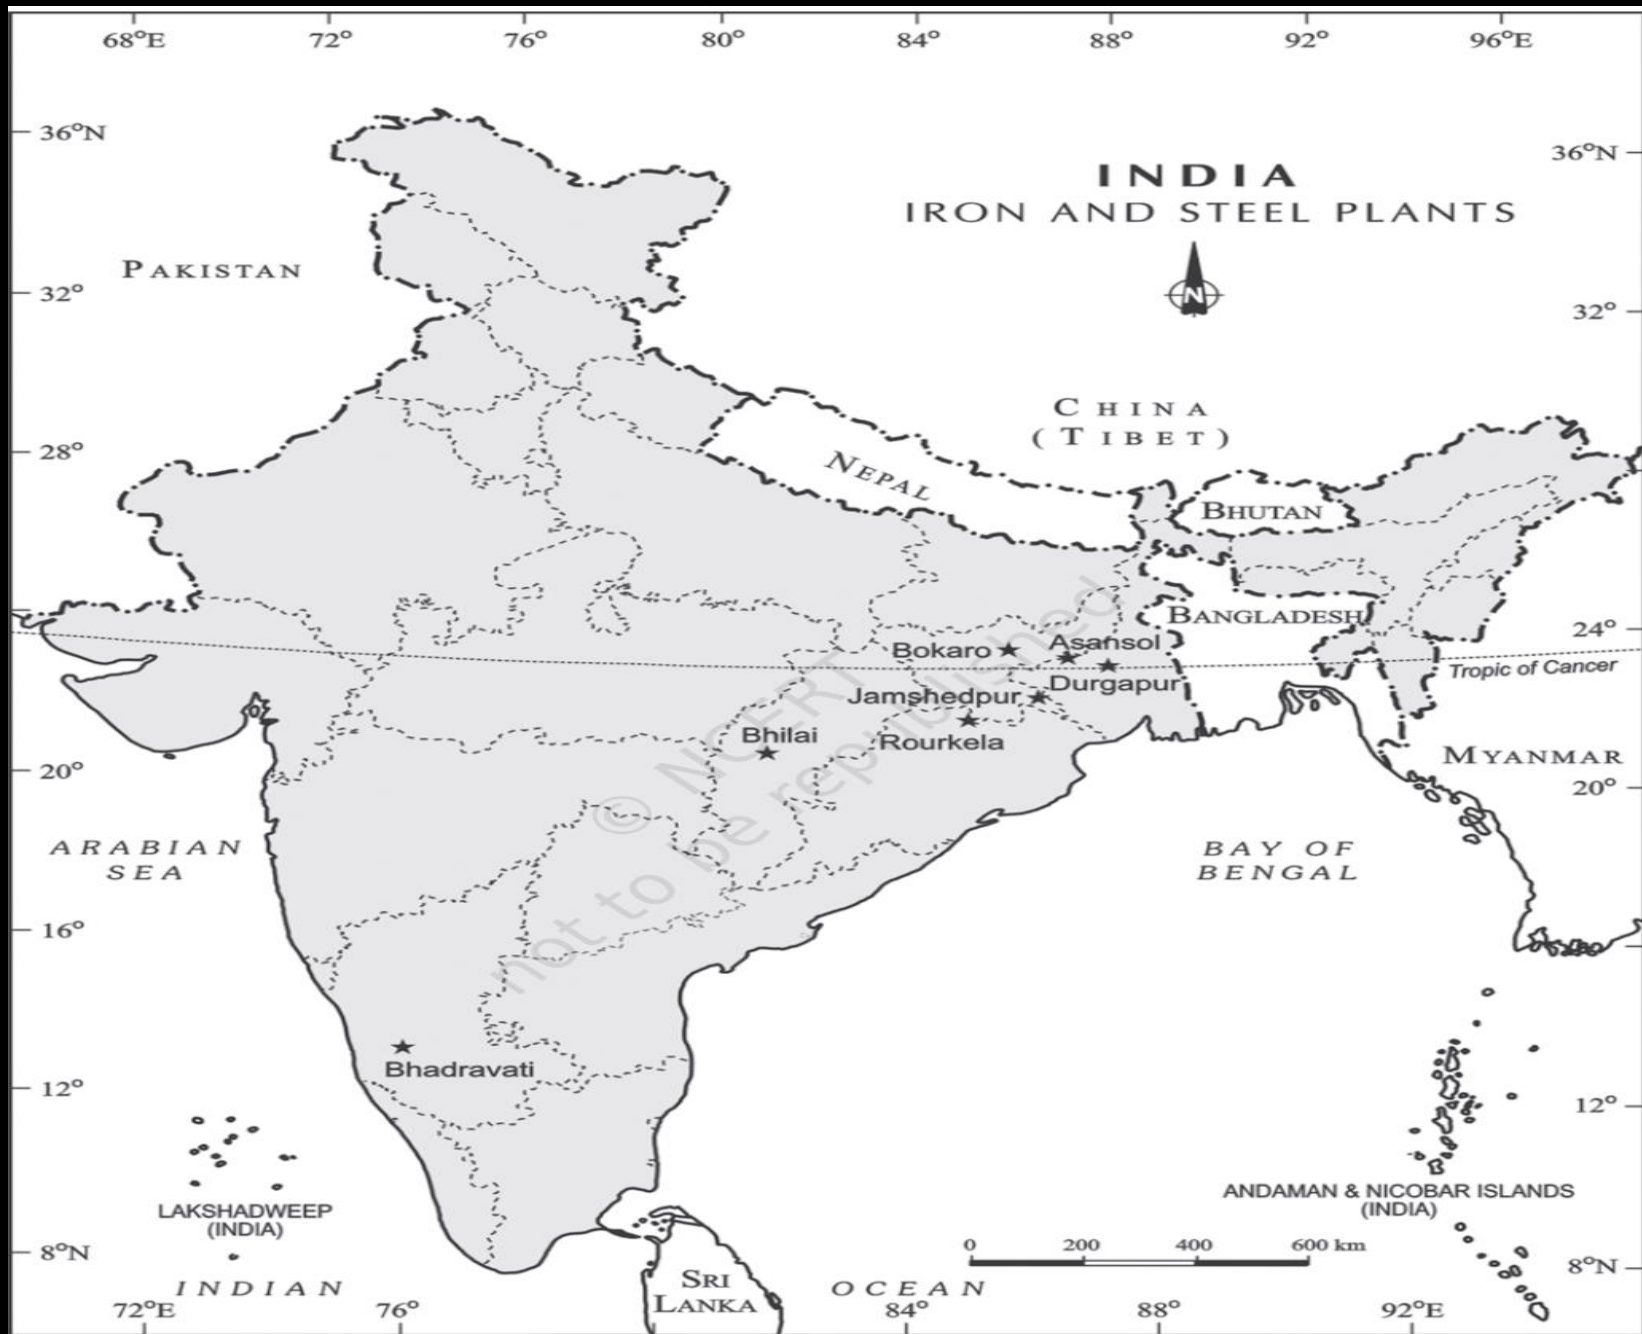 68°E 72° 76° 80° 84° 88° 92° 96°E
36°N
36°N
INDIA
IRON AND STEEL PLANTS
N
PAKISTAN
32°
32°
CHINA
(TIBET)
28°
NEPAL
BHUTAN
BANGLADESH
24°
Bokaro
Asansol
Tropic of Cancer
Durgapur
Jamshedpur
Bhilai
Rourkela
MYANMAR
20°
20°
© NCERT
not to be republished
ARABIAN
SEA
BAY OF
BENGAL
16°
Bhadravati
12°
12°
ANDAMAN & NICOBAR ISLANDS
(INDIA)
LAKSHADWEEP
(INDIA)
0 200 400 600 km
8°N
8°N
INDIAN OCEAN
SRI
LANKA
72°E 76° 84° 88° 92°E